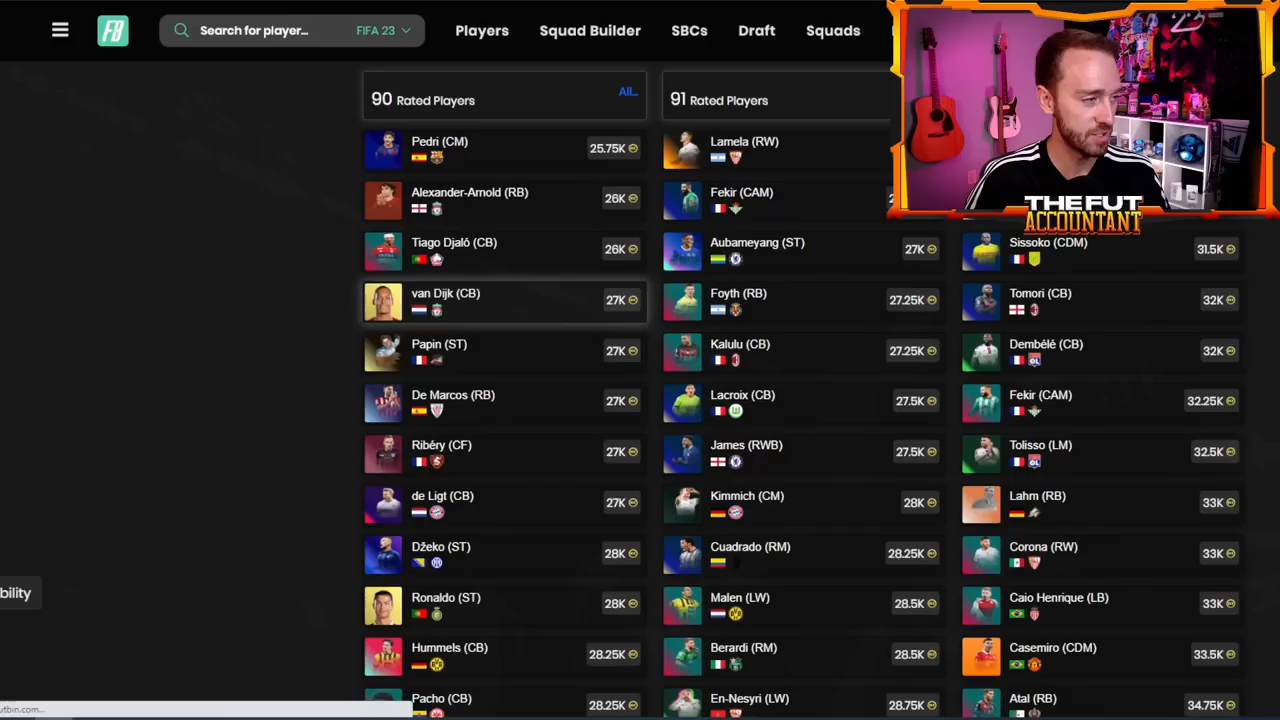 FB
Search for player...
FIFA 23
Players
Squad Builder
SBCs
Draft
Squads
90 Rated Players
All...
Pedri (CM)
25.75K
Alexander-Arnold (RB)
26K
Tiago Djaló (CB)
26K
van Dijk (CB)
27K
Papin (ST)
27K
De Marcos (RB)
27K
Ribéry (CF)
27K
de Ligt (CB)
27K
Džeko (ST)
28K
Ronaldo (ST)
28K
Hummels (CB)
28.25K
Pacho (CB)
28.25K
91 Rated Players
Lamela (RW)
Fekir (CAM)
Aubameyang (ST)
27K
Foyth (RB)
27.25K
Kalulu (CB)
27.25K
Lacroix (CB)
27.5K
James (RWB)
27.5K
Kimmich (CM)
28K
Cuadrado (RM)
28.25K
Malen (LW)
28.5K
Berardi (RM)
28.5K
En-Nesyri (LW)
28.75K
Sissoko (CDM)
31.5K
Tomori (CB)
32K
Dembélé (CB)
32K
Fekir (CAM)
32.25K
Tolisso (LM)
32.5K
Lahm (RB)
33K
Corona (RW)
33K
Caio Henrique (LB)
33K
Casemiro (CDM)
33.5K
Atal (RB)
34.75K
THE FUT
ACCOUNTANT
bility
utbin.com...